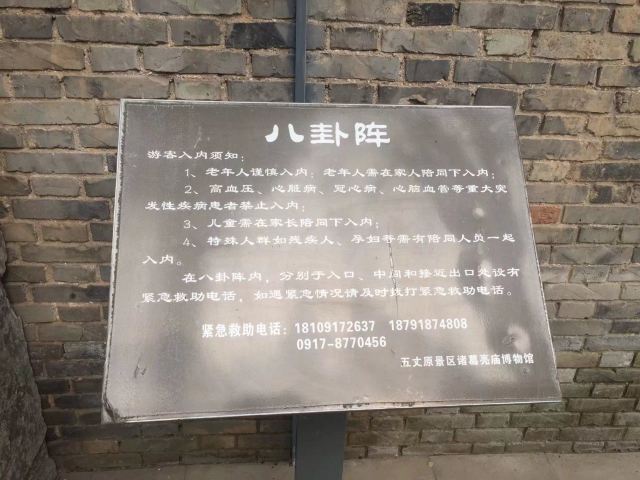 八卦阵
游客入内须知：
1、老年人谨慎入内；老年人需在家人陪同下入内；
2、高血压、心脏病、冠心病、心脑血管等重大突
发性疾病患者禁止入内；
3、儿童需在家长陪同下入内；
4、特殊人群如残疾人、孕妇等需有陪同人员一起
入内。
在八卦阵内，分别于入口、中间和接近出口处设有
紧急救助电话，如遇紧急情况请及时拨打紧急救助电话。
紧急救助电话：18109172637 18791874808
0917-8770456
五丈原景区诸葛亮庙博物馆